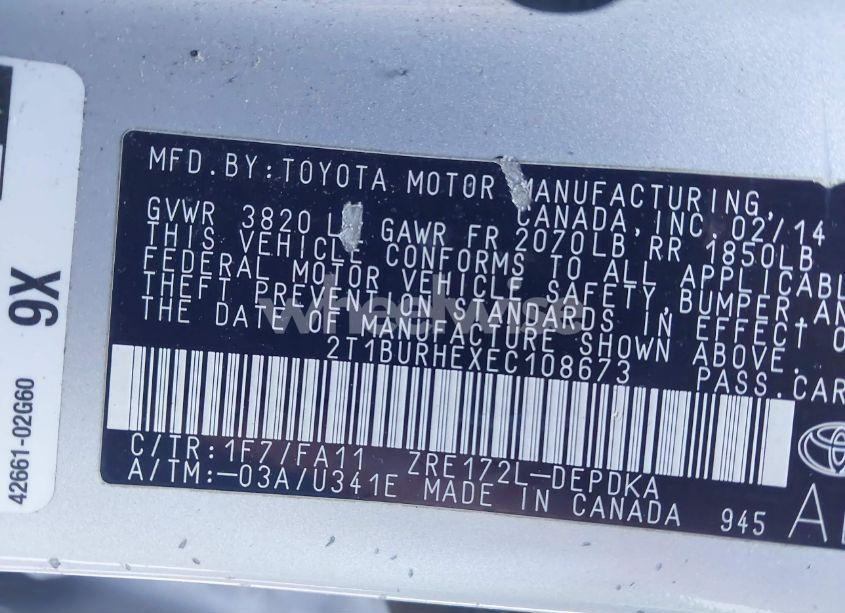 MFD. BY: TOYOTA MOTOR MANUFACTURING,
CANADA, INC. 02/14
GVWR 3820 L GAWR FR 2070LB RR 1850LB
THIS VEHICLE CONFORMS TO ALL APPLICABLE
FEDERAL MOTOR VEHICLE SAFETY, BUMPER, AN
THEFT PREVENTION STANDARDS IN EFFECT O
THE DATE OF MANUFACTURE SHOWN ABOVE.
2T1BURHEXEC108673 PASS.CAR
C/TR:1F7/FA11 ZRE172L-DEPDKA
A/TM:-03A/U341E MADE IN CANADA 945
9X
42661-02G60
wheelwise